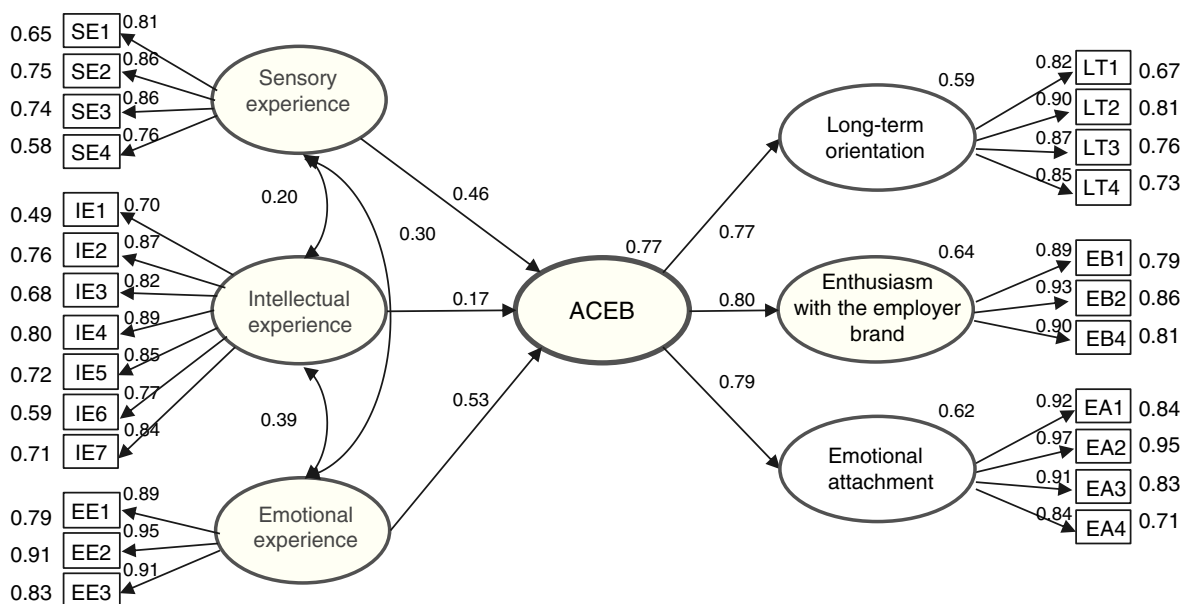 0.65 SE1 0.81
0.75 SE2 0.86
0.74 SE3 0.86
0.58 SE4 0.76
Sensory
experience
0.49 IE1 0.70
0.76 IE2 0.87
0.68 IE3 0.82
0.80 IE4 0.89
0.72 IE5 0.85
0.59 IE6 0.77
0.71 IE7 0.84
Intellectual
experience
0.79 EE1 0.89
0.91 EE2 0.95
0.83 EE3 0.91
Emotional
experience
0.20
0.30
0.39
0.46
0.17
0.53
0.77
ACEB
0.77
0.80
0.79
0.59
Long-term
orientation
0.82 LT1 0.67
0.90 LT2 0.81
0.87 LT3 0.76
0.85 LT4 0.73
0.64
Enthusiasm
with the employer
brand
0.89 EB1 0.79
0.93 EB2 0.86
0.90 EB4 0.81
0.62
Emotional
attachment
0.92 EA1 0.84
0.97 EA2 0.95
0.91 EA3 0.83
0.84 EA4 0.71